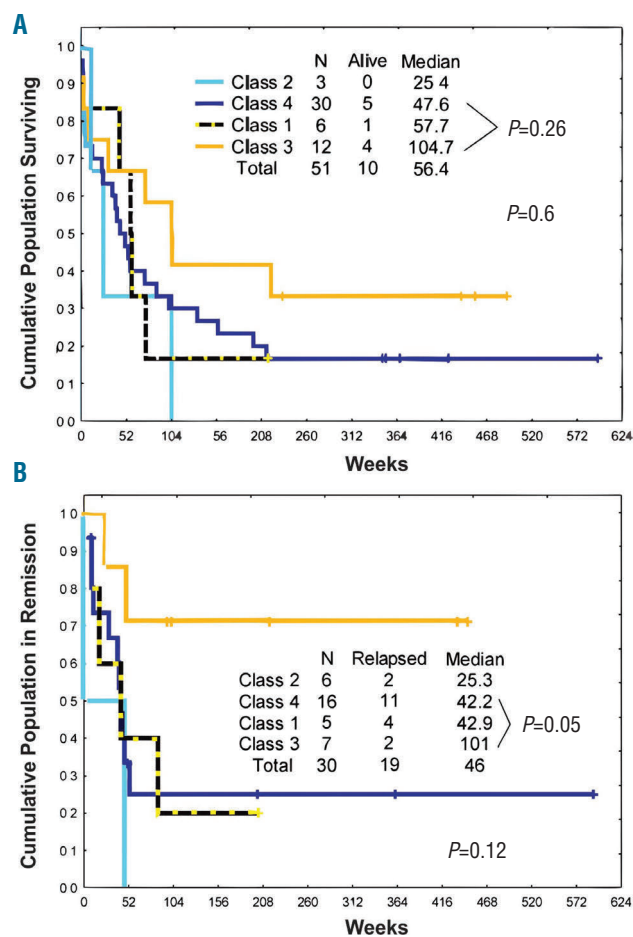 A
Cumulative Population Surviving
1 0
0 9
0 8
0.7
0.6
0.5
0.4
0.3
0.2
0.1
0 0
N Alive Median
Class 2 3 0 25 4
Class 4 30 5 47.6
Class 1 6 1 57.7
Class 3 12 4 104.7
Total 51 10 56.4
P=0.26
P=0.6
0 52 104 56 208 260 312 364 416 468 520 572 624
Weeks
B
Cumulative Population in Remission
1 0
0 9
0 8
0.7
0.6
0.5
0.4
0.3
0.2
0 1
0 0
N Relapsed Median
Class 2 6 2 25.3
Class 4 16 11 42.2
Class 1 5 4 42.9
Class 3 7 2 101
Total 30 19 46
P=0.05
P=0.12
0 52 104 156 208 260 312 364 416 468 520 572 624
Weeks